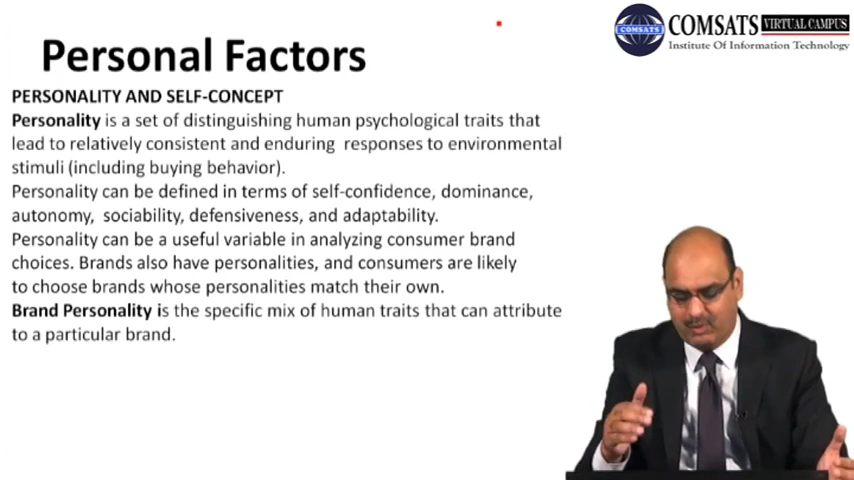 COMSATS VIRTUAL CAMPUS
Institute Of Information Technology
COMSATS
Personal Factors
PERSONALITY AND SELF-CONCEPT
Personality is a set of distinguishing human psychological traits that
lead to relatively consistent and enduring responses to environmental
stimuli (including buying behavior).
Personality can be defined in terms of self-confidence, dominance,
autonomy, sociability, defensiveness, and adaptability.
Personality can be a useful variable in analyzing consumer brand
choices. Brands also have personalities, and consumers are likely
to choose brands whose personalities match their own.
Brand Personality is the specific mix of human traits that can attribute
to a particular brand.